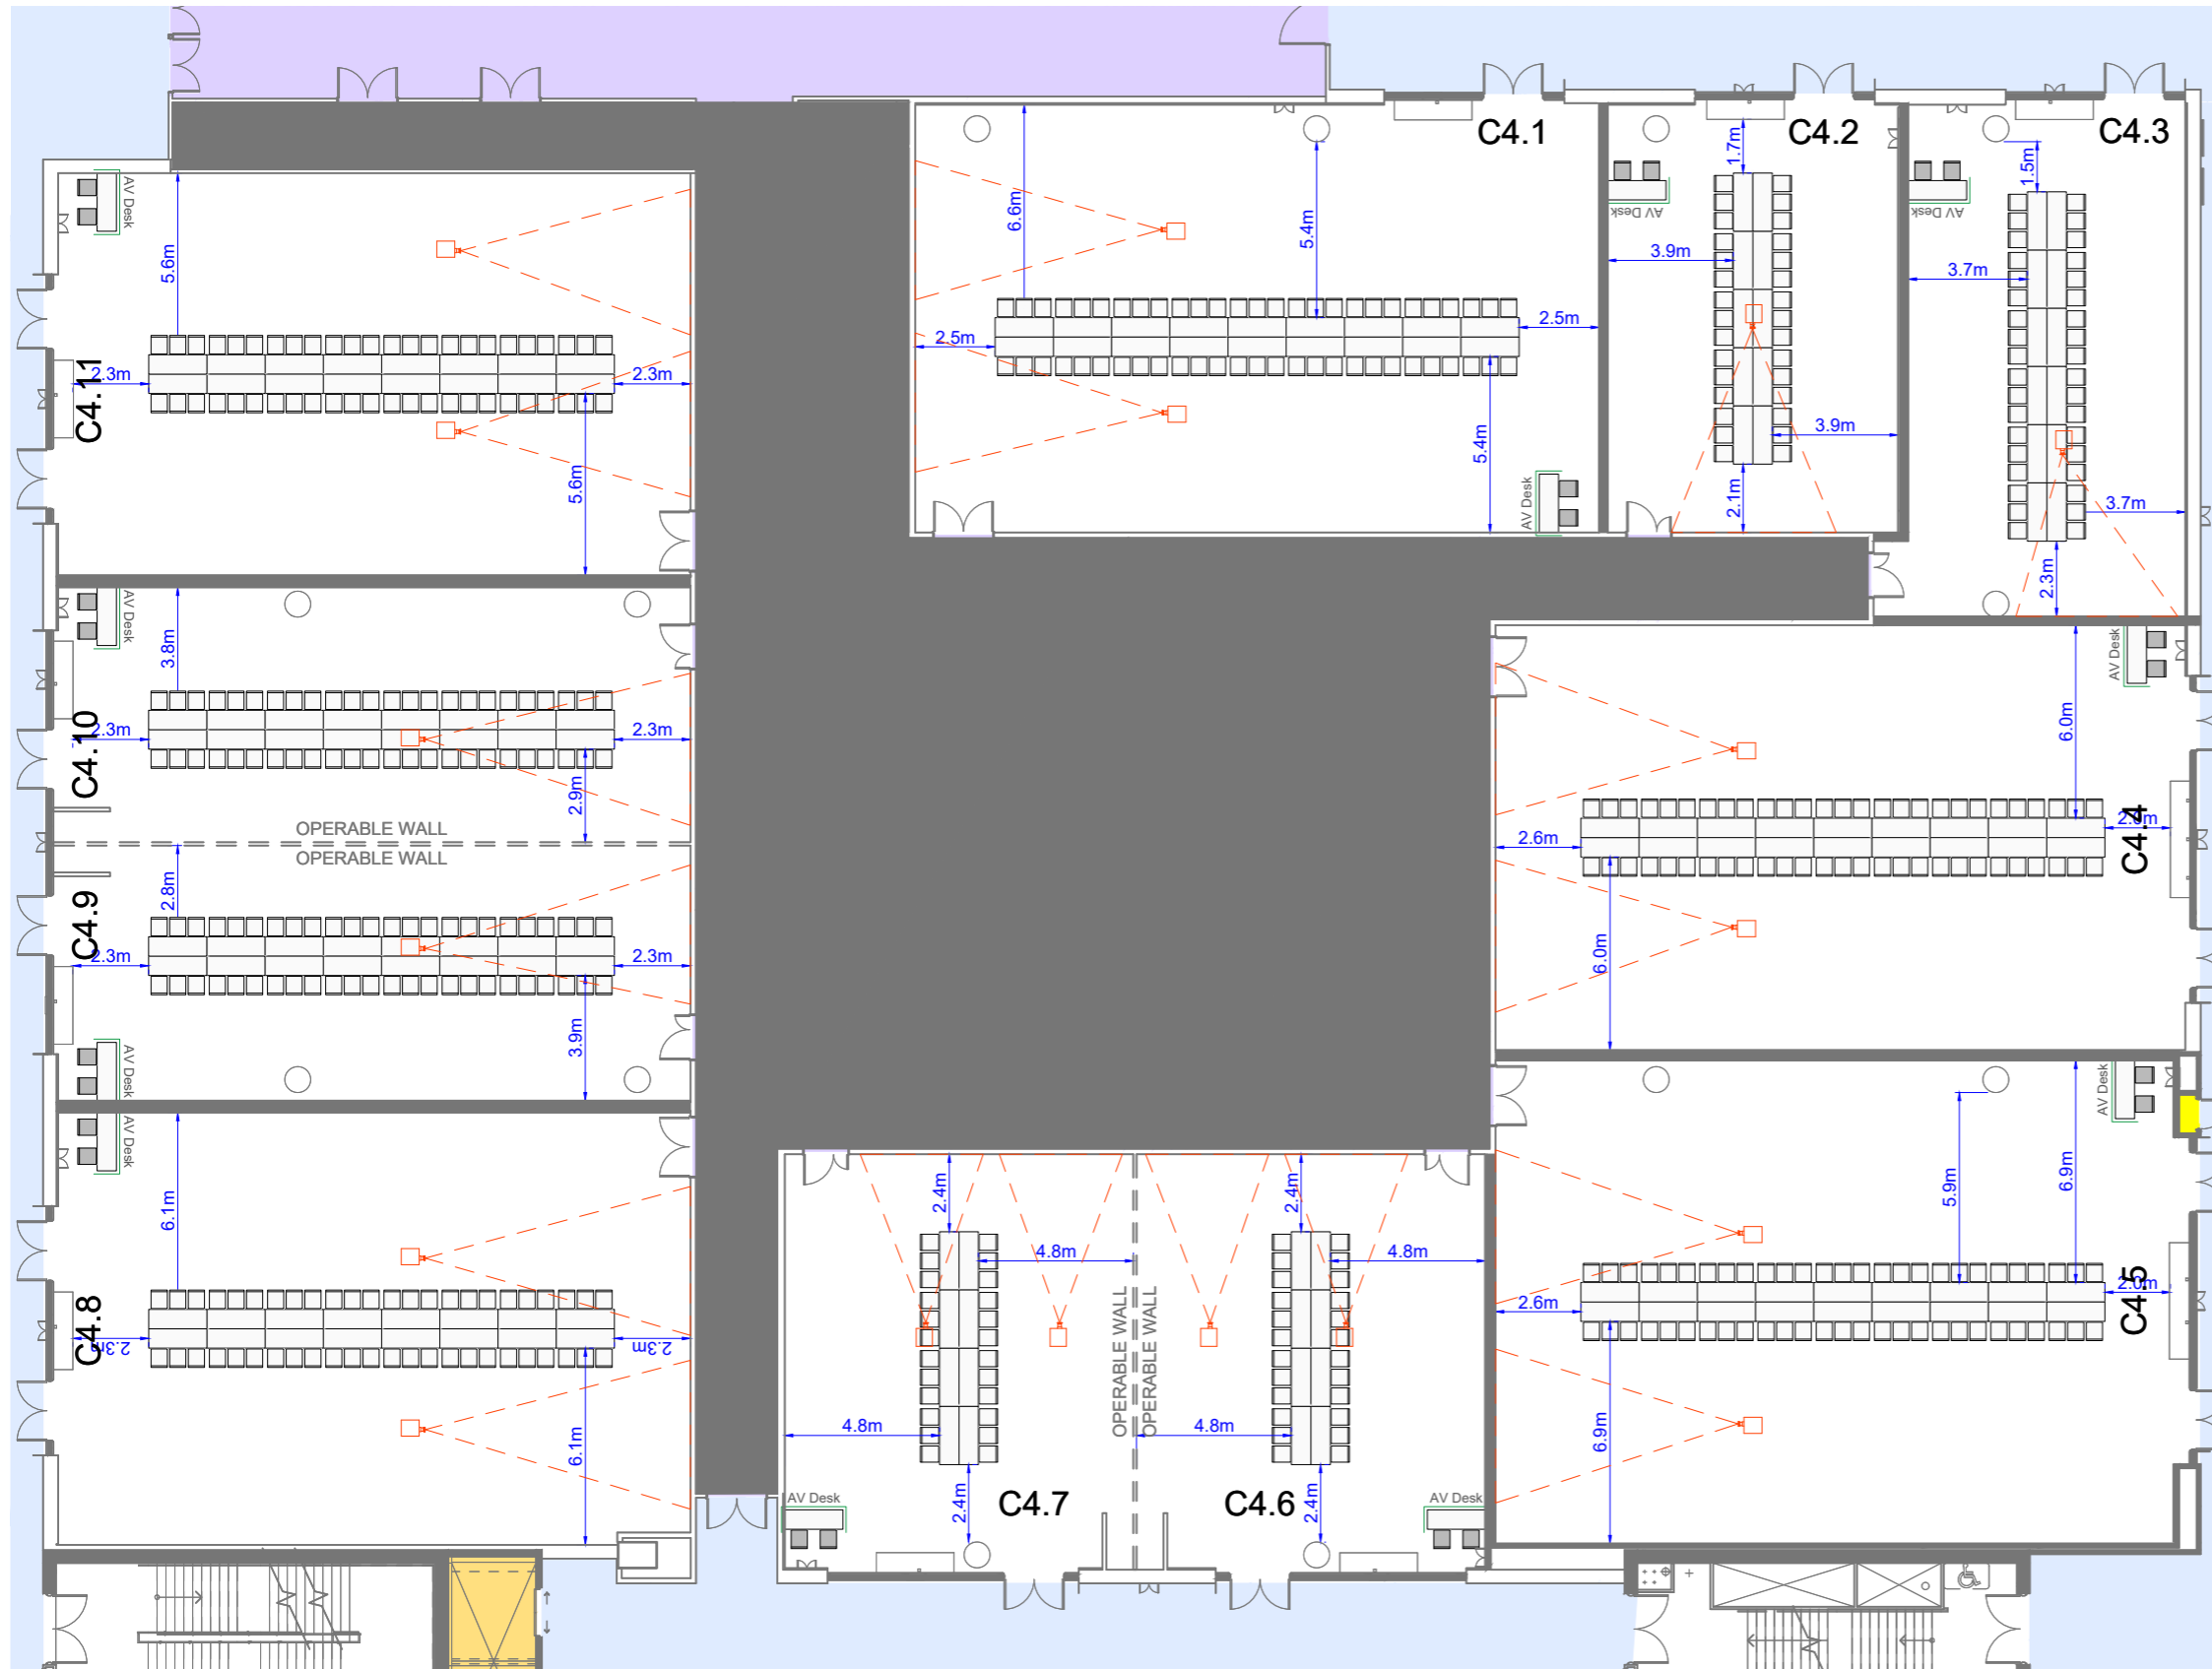 C4.1
C4.2
C4.3
1.7m
1.5m
AV Desk
AV Desk
AV Desk
5.6m
6.6m
5.4m
3.9m
3.7m
2.5m
2.5m
C4.11
2.3m
2.3m
5.4m
3.9m
5.6m
AV Desk
2.1m
3.7m
2.3m
AV Desk
3.8m
AV Desk
6.0m
C4.10
2.3m
2.3m
2.9m
OPERABLE WALL
OPERABLE WALL
2.6m
2.0m
C4.4
2.8m
C4.9
2.3m
2.3m
6.0m
3.9m
AV Desk
AV Desk
AV Desk
6.1m
2.4m
2.4m
5.9m
6.9m
4.8m
4.8m
C4.8
2.3m
2.3m
OPERABLE WALL
OPERABLE WALL
2.6m
2.0m
C4.5
4.8m
4.8m
6.1m
6.9m
AV Desk
C4.7
C4.6
AV Desk
2.4m
2.4m